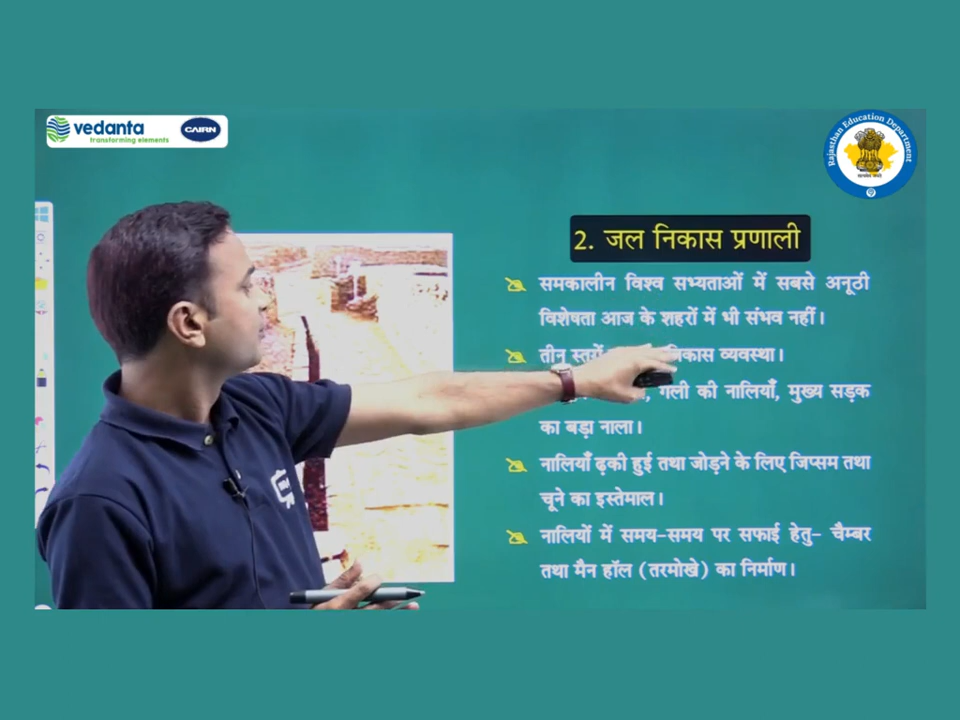 vedanta
transforming elements
CAIRN
Rajasthan Education Department
2. जल निकास प्रणाली
समकालीन विश्व सभ्यताओं में सबसे अनूठी
विशेषता आज के शहरों में भी संभव नहीं।
तीन स्तरों निकास व्यवस्था।
गली की नालियाँ, मुख्य सड़क
का बड़ा नाला।
नालियाँ ढ़की हुई तथा जोड़ने के लिए जिप्सम तथा
चूने का इस्तेमाल।
नालियों में समय-समय पर सफाई हेतु- चैम्बर
तथा मैन हॉल (तरमोखे) का निर्माण।